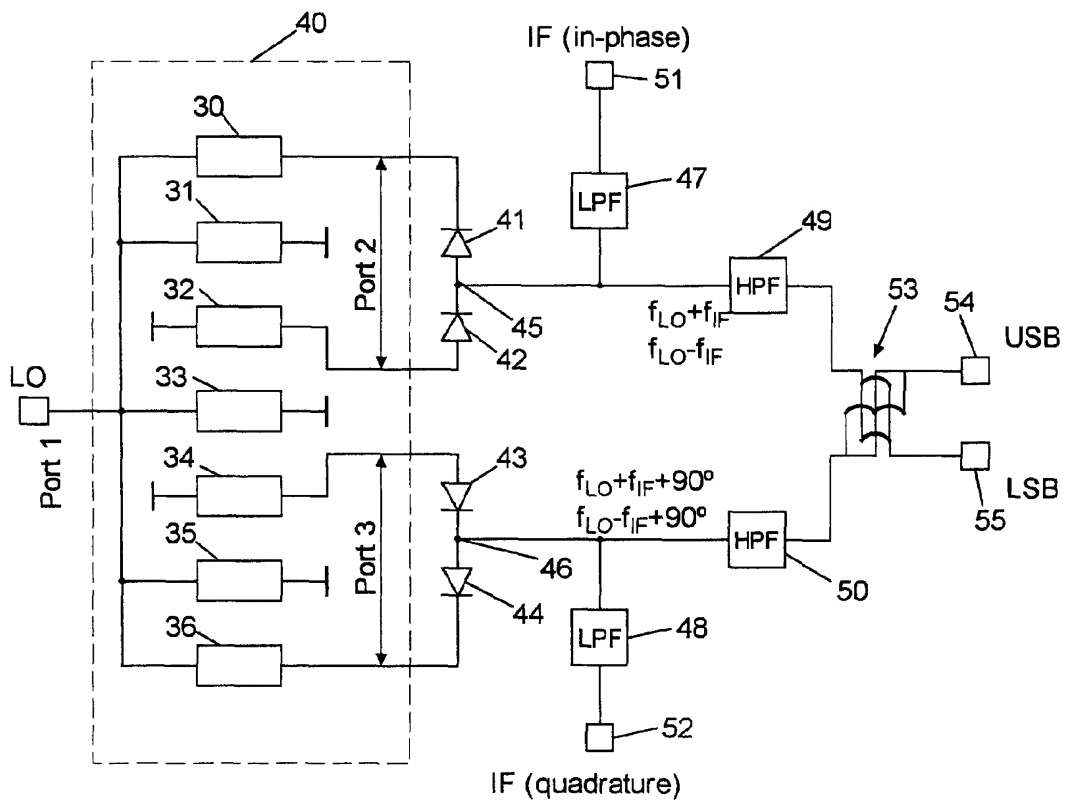 40
IF (in-phase)
51
30
LPF
47
31
41
49
Port 2
HPF
32
53
54
45
fLO+fIF
fLO-fIF
42
USB
33
LO
Port 1
34
43
fLO+fIF+90º
fLO-fIF+90º
LSB
55
35
Port 3
HPF
46
50
44
36
LPF
48
52
IF (quadrature)